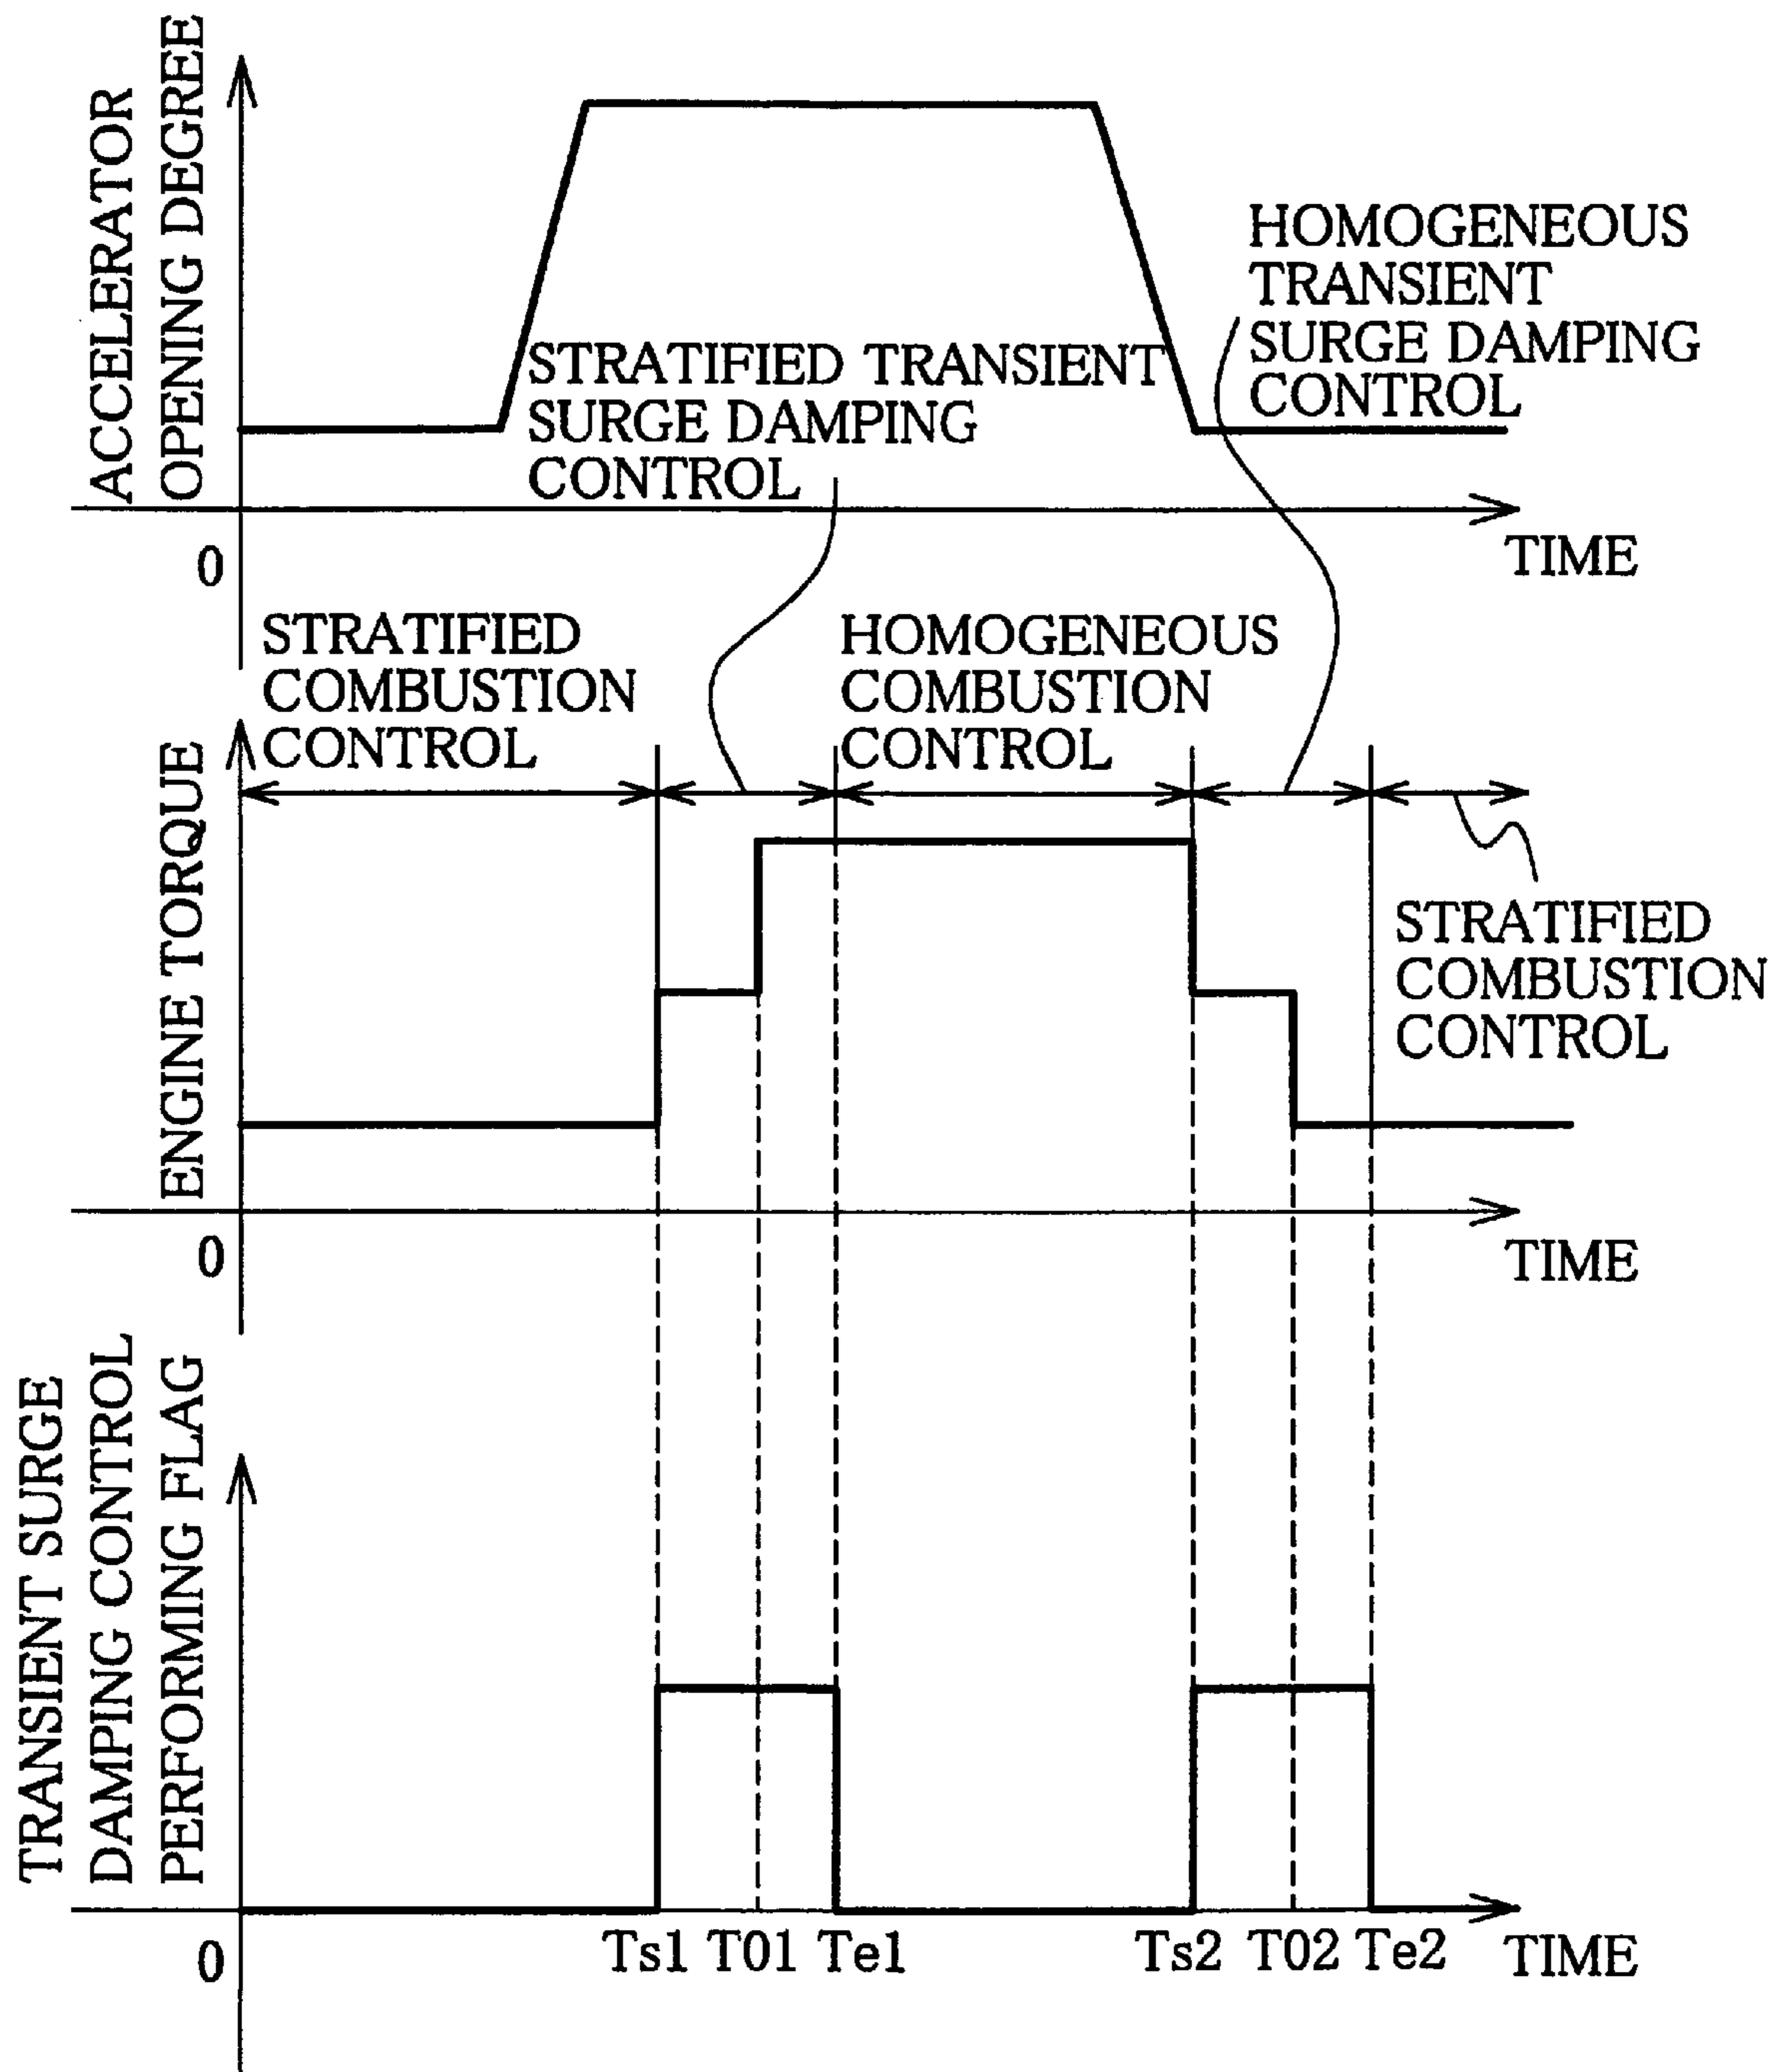 ACCELERATOR
OPENING DEGREE
STRATIFIED TRANSIENT
SURGE DAMPING
CONTROL
HOMOGENEOUS
TRANSIENT
SURGE DAMPING
CONTROL
0
TIME
STRATIFIED
COMBUSTION
CONTROL
HOMOGENEOUS
COMBUSTION
CONTROL
ENGINE TORQUE
STRATIFIED
COMBUSTION
CONTROL
0
TIME
TRANSIENT SURGE
DAMPING CONTROL
PERFORMING FLAG
0
Ts1 T01 Te1 Ts2 T02 Te2 TIME